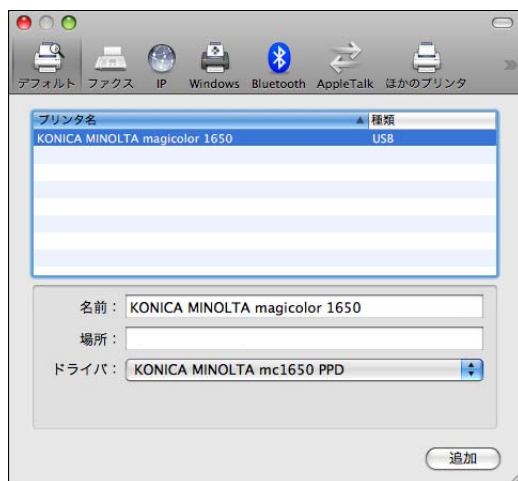 デフォルト ファクス IP Windows Bluetooth AppleTalk ほかのプリンタ
プリンタ名 種類
KONICA MINOLTA magicolor 1650 USB
名前： KONICA MINOLTA magicolor 1650
場所：
ドライバ： KONICA MINOLTA mc1650 PPD
追加